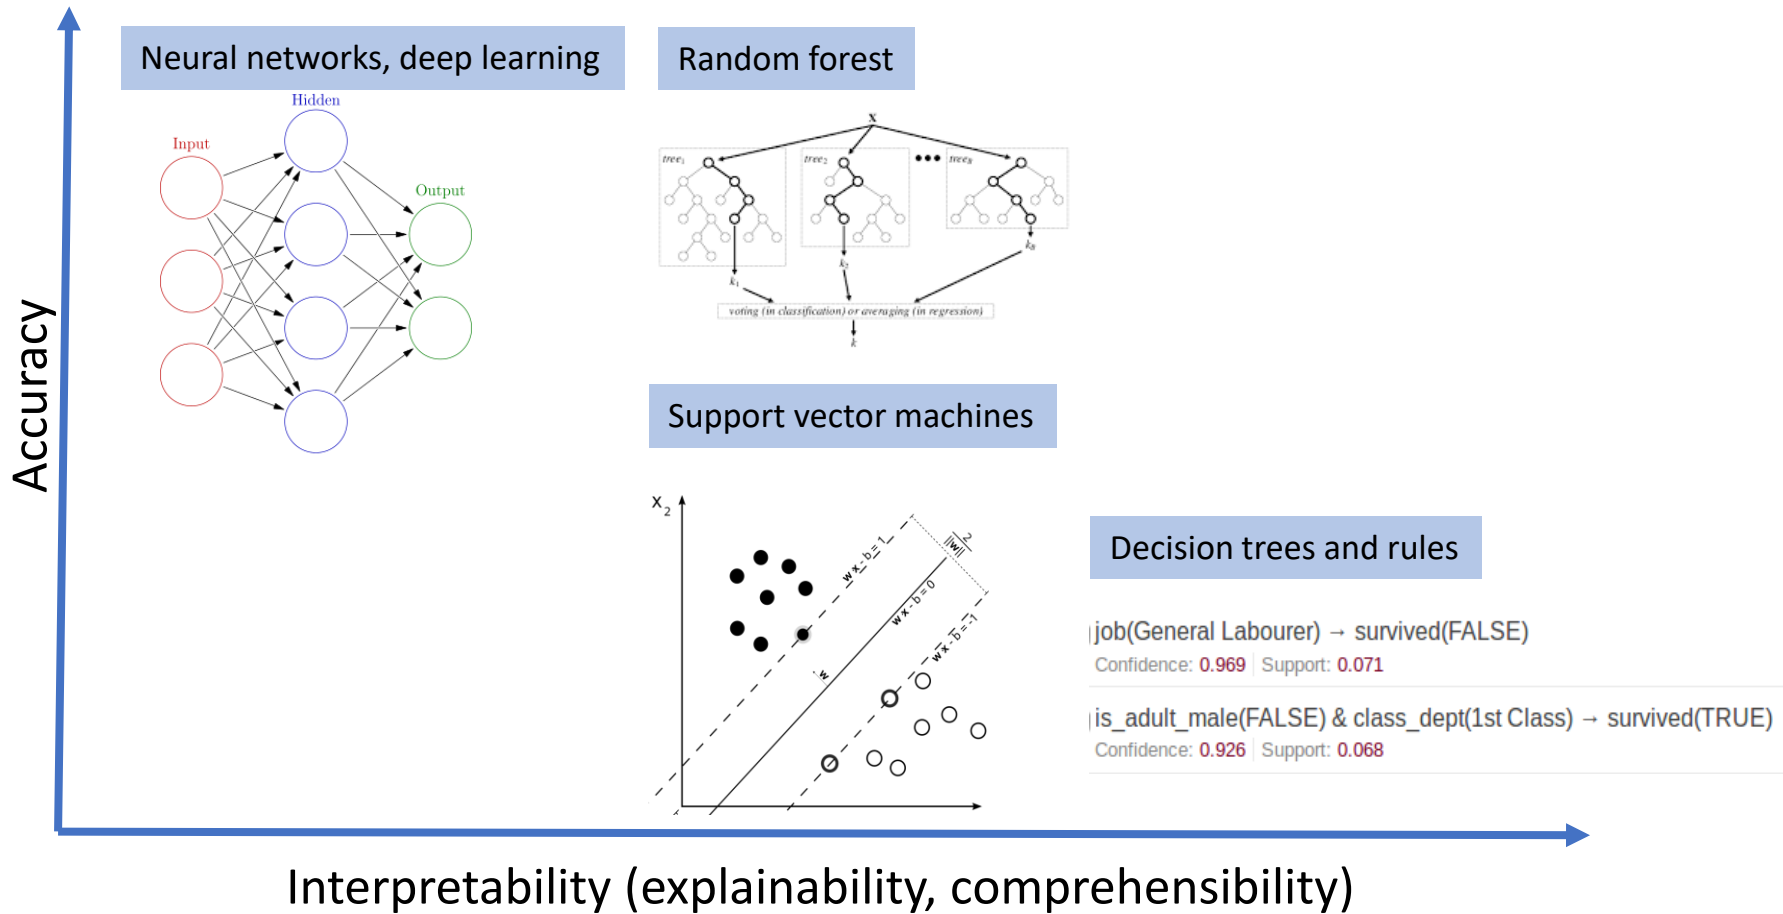 Accuracy
Neural networks, deep learning
Hidden
Input
Output
Random forest
x
tree₁
tree₂
tree_B
k₁
k₂
k_B
voting (in classification) or averaging (in regression)
k
Support vector machines
X₂
w x - b = 1
w x - b = 0
w x - b = -1
2
||w||
w
Decision trees and rules
job(General Labourer) → survived(FALSE)
Confidence: 0.969 Support: 0.071
is_adult_male(FALSE) & class_dept(1st Class) → survived(TRUE)
Confidence: 0.926 Support: 0.068
Interpretability (explainability, comprehensibility)